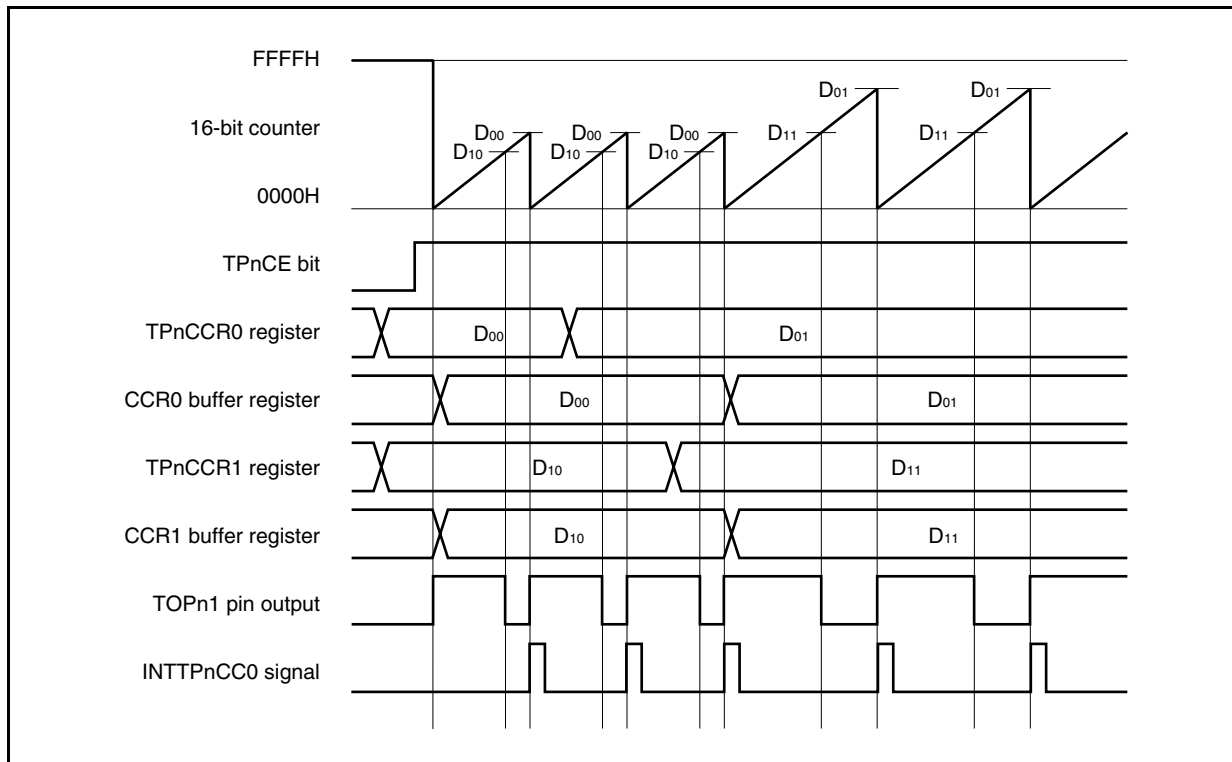 FFFFH
D01 D01
16-bit counter
D00 D00 D00 D11 D11
D10 D10 D10
0000H
TPnCE bit
TPnCCR0 register D00 D01
CCR0 buffer register D00 D01
TPnCCR1 register D10 D11
CCR1 buffer register D10 D11
TOPn1 pin output
INTTPnCC0 signal